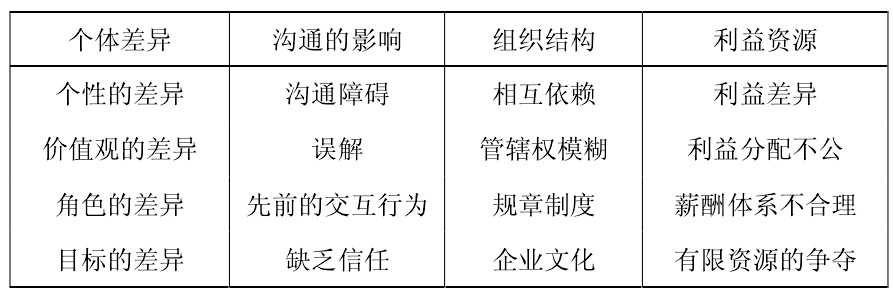 个体差异 沟通的影响 组织结构 利益资源
个性的差异 沟通障碍 相互依赖 利益差异
价值观的差异 误解 管辖权模糊 利益分配不公
角色的差异 先前的交互行为 规章制度 薪酬体系不合理
目标的差异 缺乏信任 企业文化 有限资源的争夺